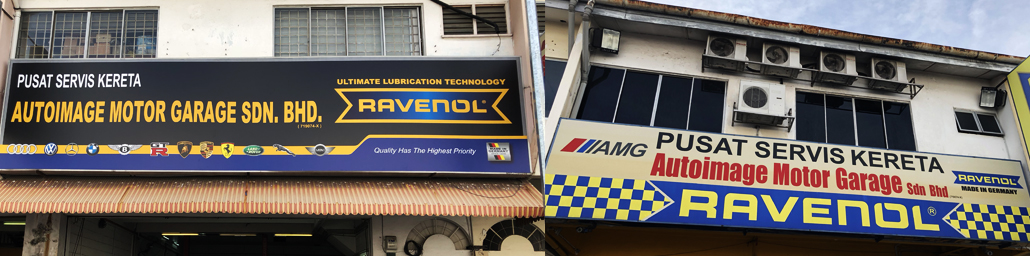 PUSAT SERVIS KERETA
AUTOIMAGE MOTOR GARAGE SDN. BHD.
ULTIMATE LUBRICATION TECHNOLOGY
RAVENOL®
Quality Has The Highest Priority
AMG
PUSAT SERVIS KERETA
Autoimage Motor Garage Sdn Bhd
RAVENOL
MADE IN GERMANY
RAVENOL®